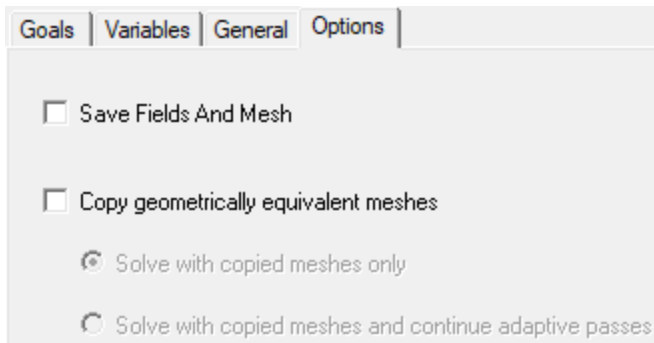 Goals Variables General Options
Save Fields And Mesh
Copy geometrically equivalent meshes
Solve with copied meshes only
Solve with copied meshes and continue adaptive passes